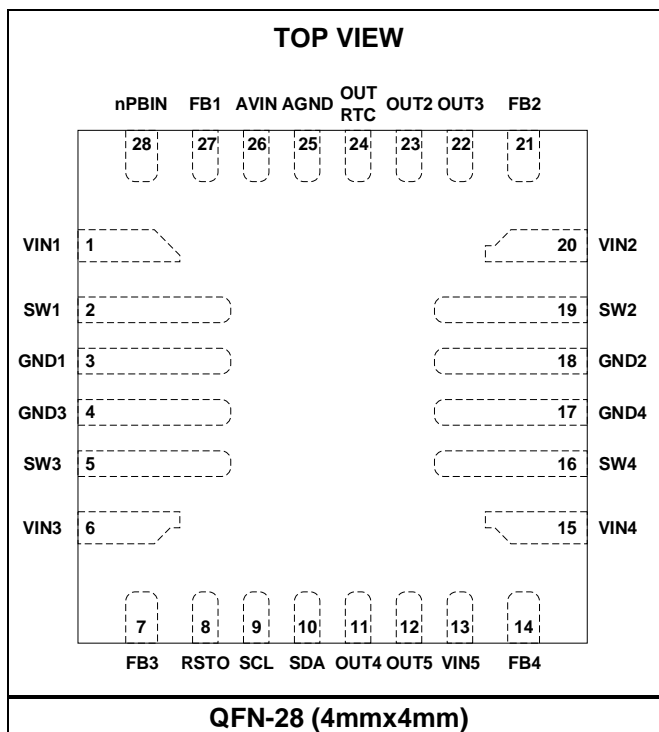 TOP VIEW
nPBIN FB1 AVIN AGND OUT RTC OUT2 OUT3 FB2
28 27 26 25 24 23 22 21
VIN1 1 20 VIN2
SW1 2 19 SW2
GND1 3 18 GND2
GND3 4 17 GND4
SW3 5 16 SW4
VIN3 6 15 VIN4
7 8 9 10 11 12 13 14
FB3 RSTO SCL SDA OUT4 OUT5 VIN5 FB4
QFN-28 (4mmx4mm)